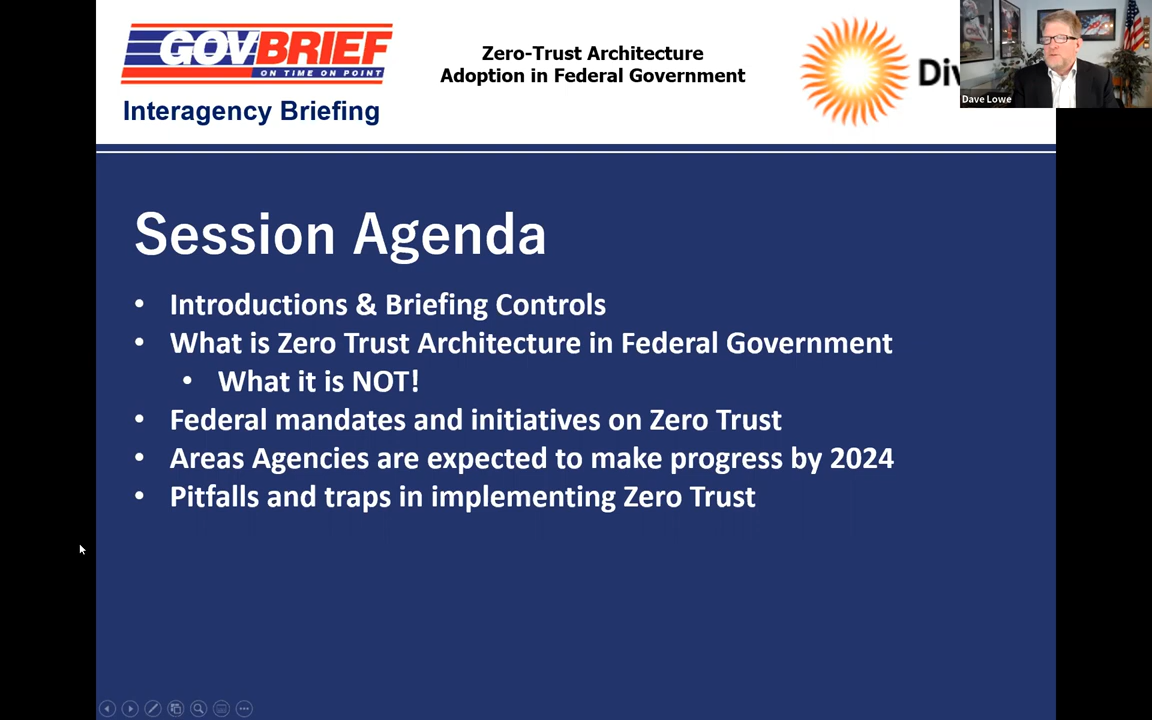 GOVBRIEF
ON TIME ON POINT
Interagency Briefing
Zero-Trust Architecture
Adoption in Federal Government
Div
Dave Lowe
Session Agenda
• Introductions & Briefing Controls
• What is Zero Trust Architecture in Federal Government
• What it is NOT!
• Federal mandates and initiatives on Zero Trust
• Areas Agencies are expected to make progress by 2024
• Pitfalls and traps in implementing Zero Trust